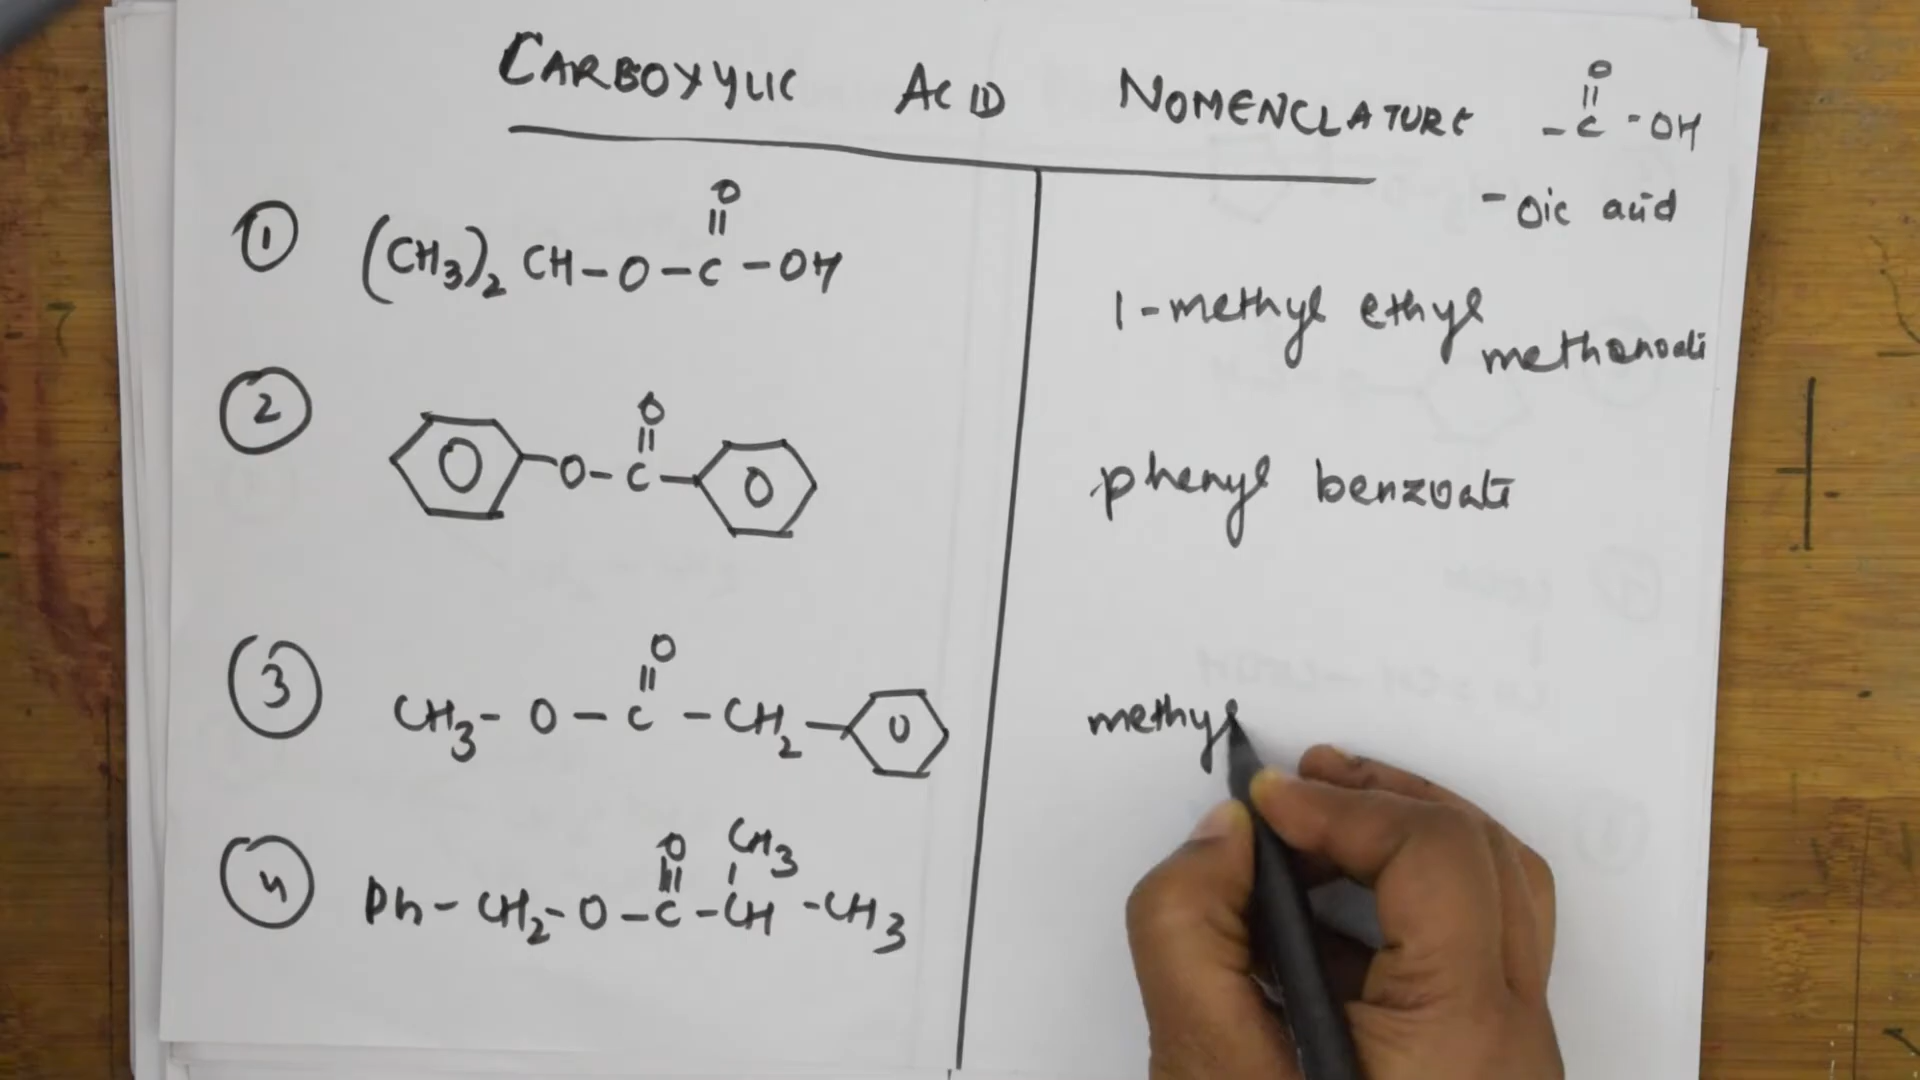 CARBOXYLIC ACID NOMENCLATURE
O
||
-C-OH
-oic acid
1
O
||
(CH3)2 CH-O-C-OH
1-methyl ethyl
methanoate
2
O
||
O-C-
phenyl benzoate
3
O
||
CH3-O-C-CH2-
methyl
4
O CH3
|| |
Ph-CH2-O-C-CH-CH3